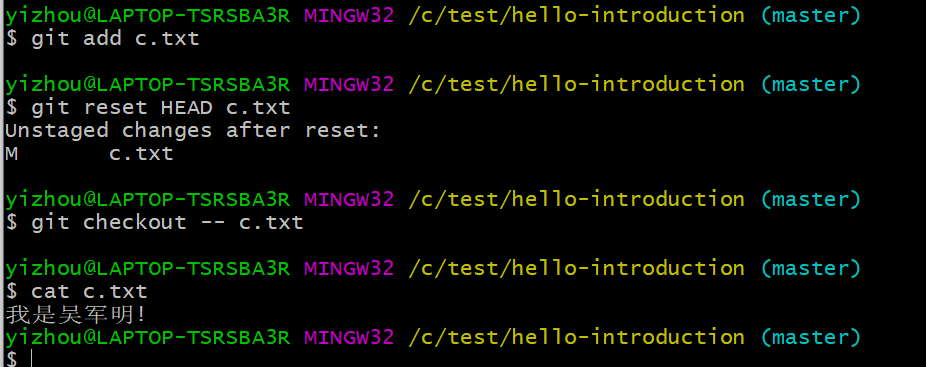 yizhou@LAPTOP-TSRSBA3R MINGW32 /c/test/hello-introduction (master)
$ git add c.txt
yizhou@LAPTOP-TSRSBA3R MINGW32 /c/test/hello-introduction (master)
$ git reset HEAD c.txt
Unstaged changes after reset:
M       c.txt
yizhou@LAPTOP-TSRSBA3R MINGW32 /c/test/hello-introduction (master)
$ git checkout -- c.txt
yizhou@LAPTOP-TSRSBA3R MINGW32 /c/test/hello-introduction (master)
$ cat c.txt
我是吴军明!
yizhou@LAPTOP-TSRSBA3R MINGW32 /c/test/hello-introduction (master)
$